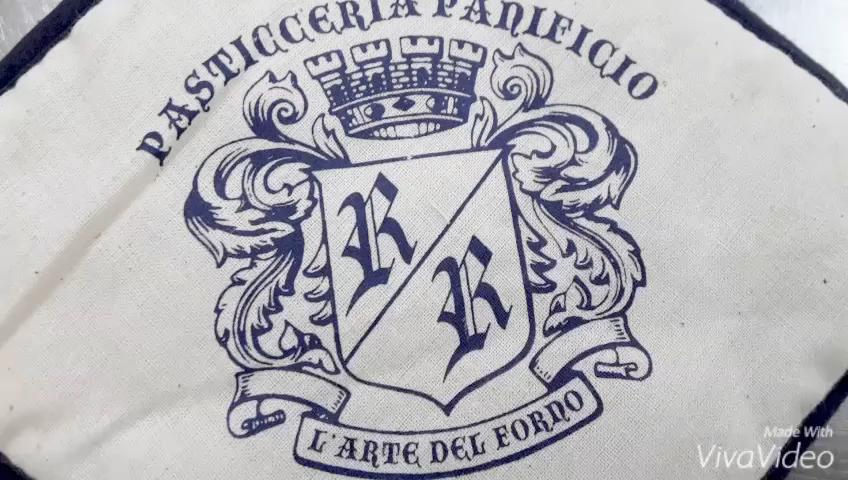 PASTICCERIA PANIFICIO
R
R
L'ARTE DEL FORNO
Made With
VivaVideo